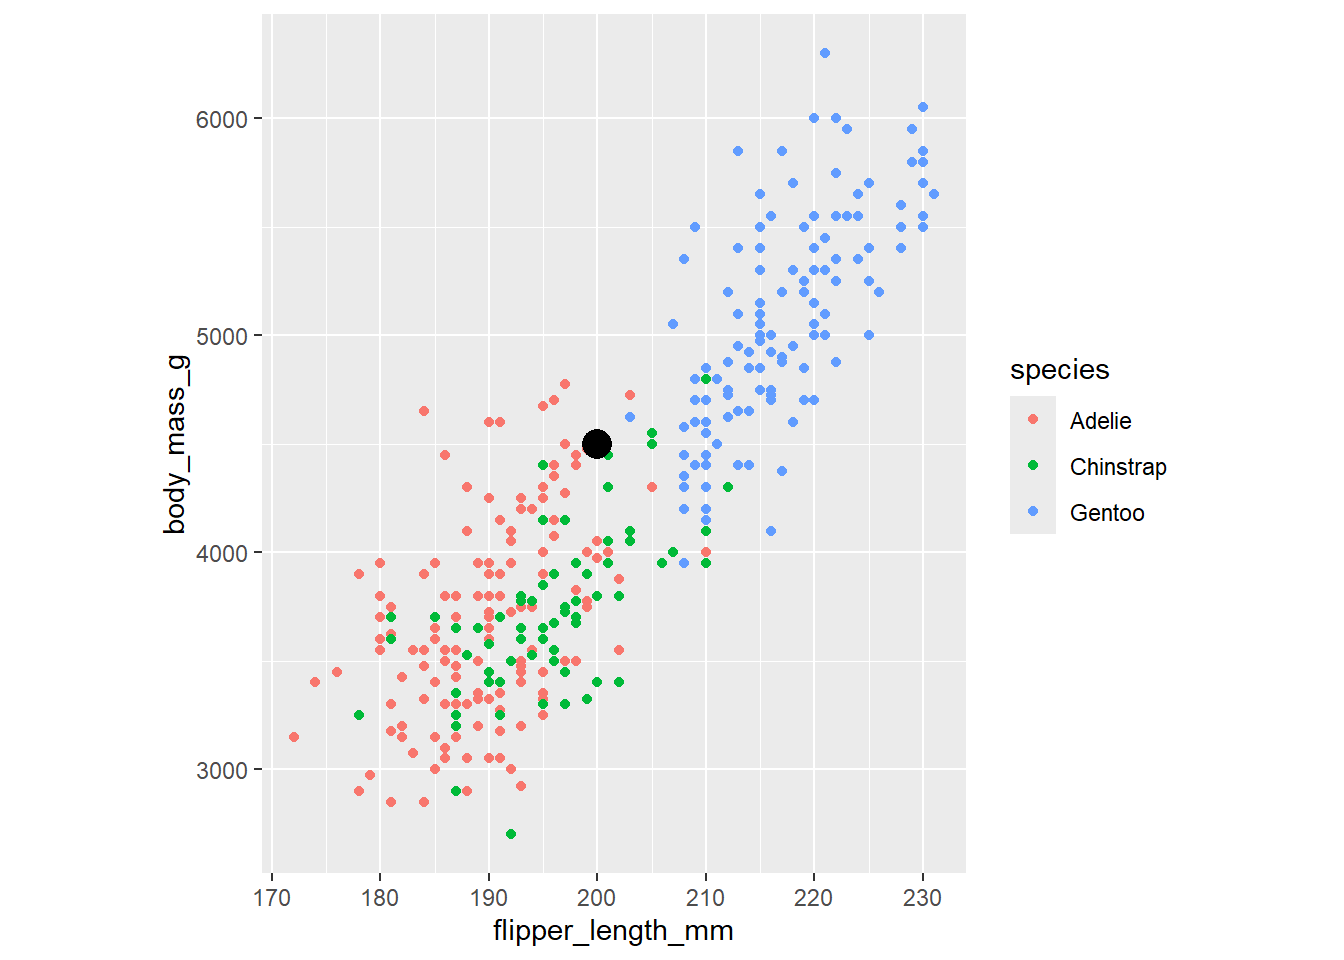 6000
5000
4000
3000
body_mass_g
170 180 190 200 210 220 230
flipper_length_mm
species
Adelie
Chinstrap
Gentoo